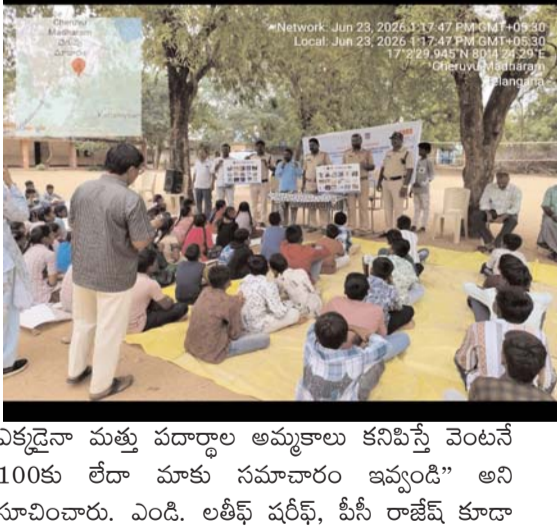 Cheruvu
Madharam
చెరువు
మాధారం
Network: Jun 23, 2026 1:17:47 PM GMT+05:30
Local: Jun 23, 2026 1:17:47 PM GMT+05:30
Cheruvu Madharam
Telangana
ఎక్కడైనా మత్తు పదార్థాల అమ్మకాలు కనిపిస్తే వెంటనే
100కు లేదా మాకు సమాచారం ఇవ్వండి” అని
సూచించారు. ఎండి. లతీఫ్ షరీఫ్, పీసీ రాజేష్ కూడా